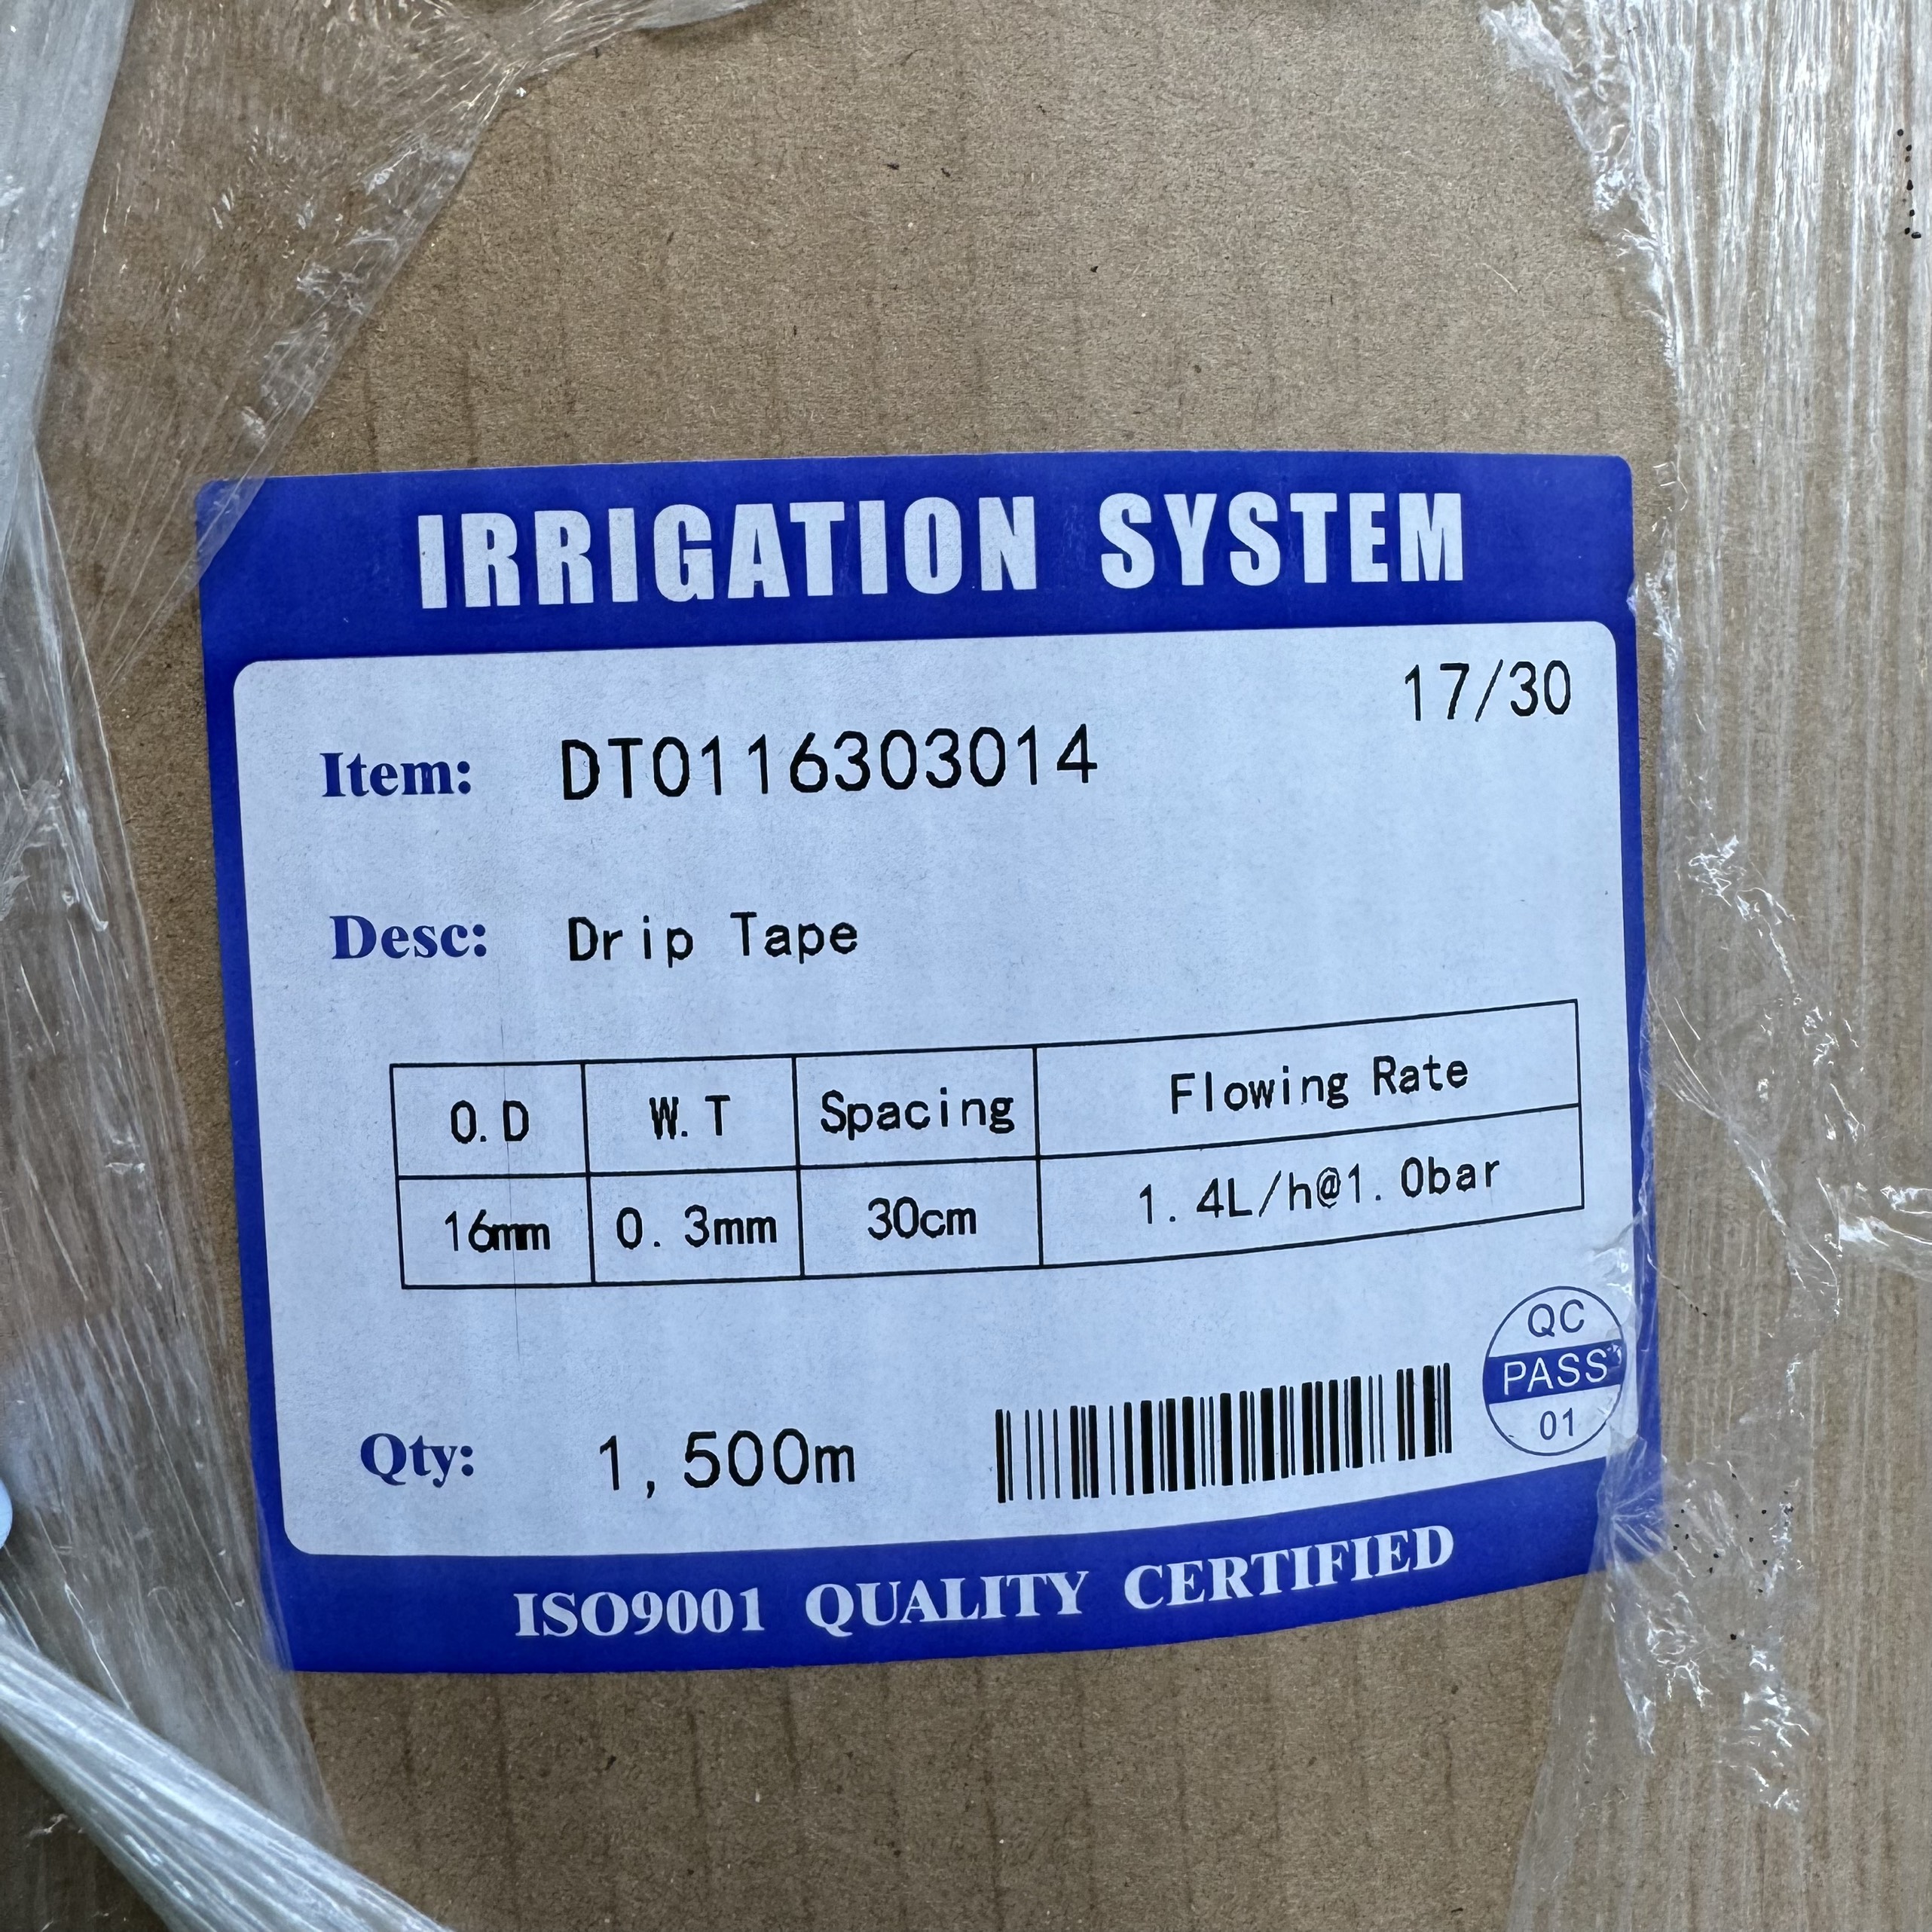 IRRIGATION SYSTEM
17/30
Item: DT0116303014
Desc: Drip Tape
O.D W.T Spacing Flowing Rate
16mm 0.3mm 30cm 1.4L/h@1.0bar
Qty: 1,500m
QC
PASS
01
ISO9001 QUALITY CERTIFIED